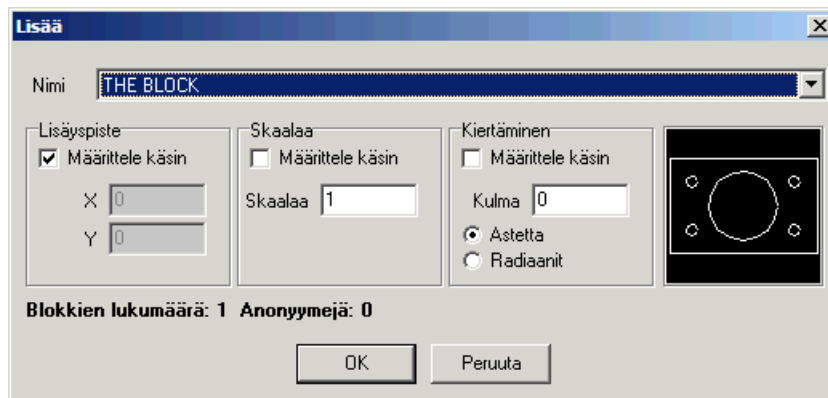 Lisää
Nimi THE BLOCK
Lisäyspiste Skaalaa Kiertäminen
Määrittele käsin Määrittele käsin Määrittele käsin
X 0 Skaalaa 1 Kulma 0
Y 0 Astetta
Radiaanit
Blokkien lukumäärä: 1 Anonyymejä: 0
OK Peruuta